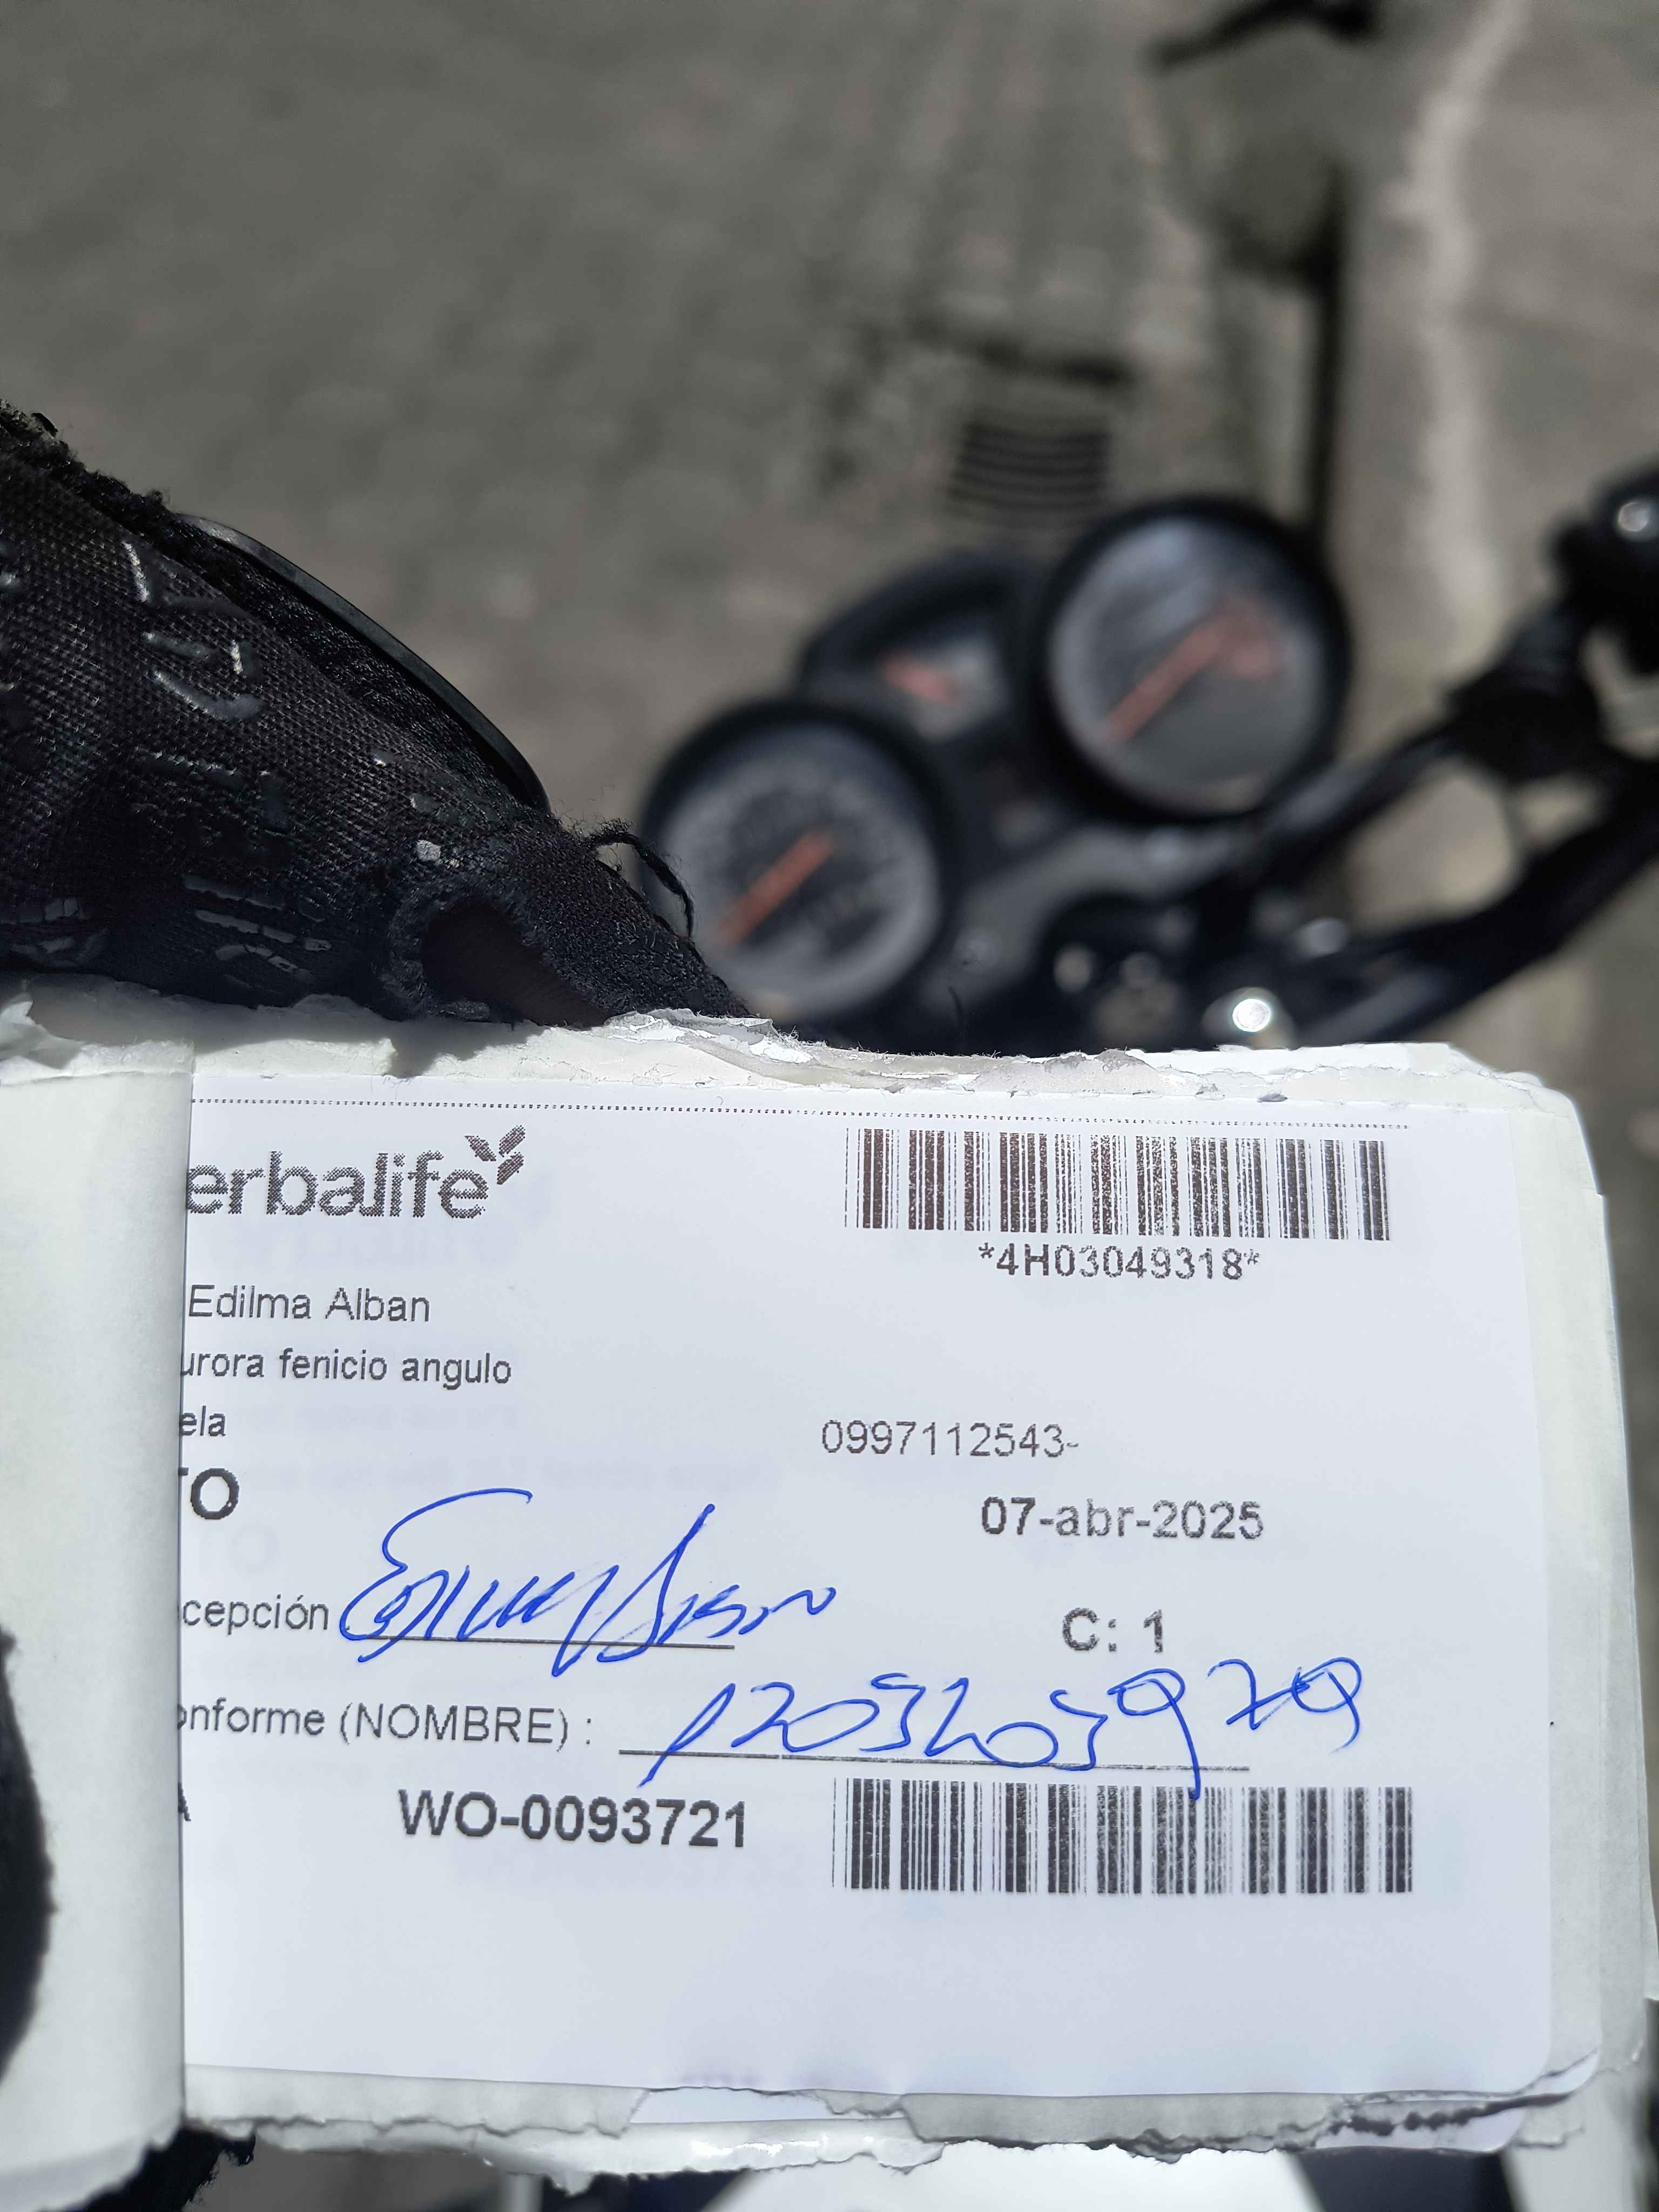 erbalife
*4H03049318*
Edilma Alban
urora fenicio angulo
ela
0997112543-
TO
07-abr-2025
cepción
C: 1
onforme (NOMBRE) :
WO-0093721